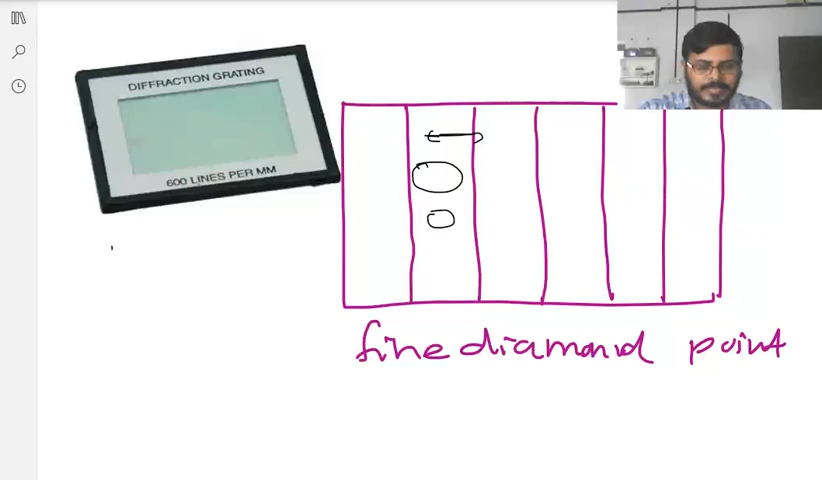 DIFFRACTION GRATING
600 LINES PER MM
fine diamond point